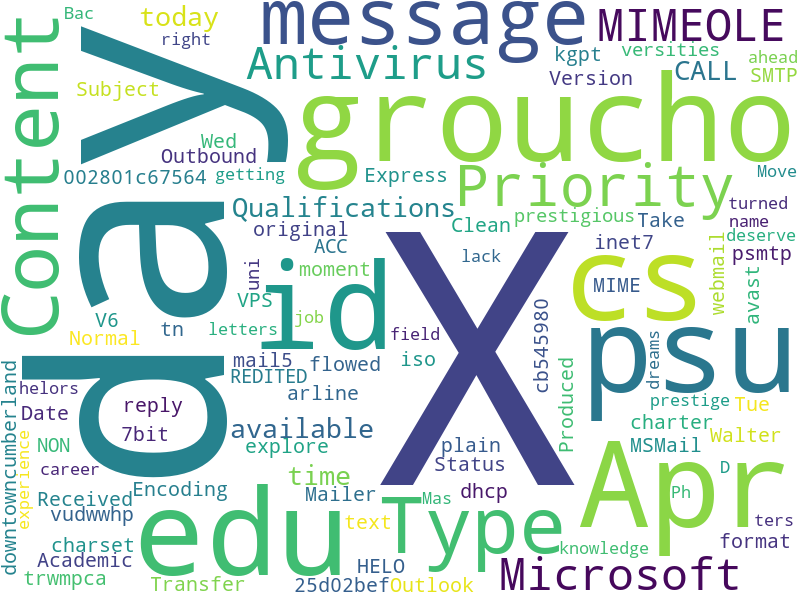 Bac
today
message
MIMEOLE
right
Content
day
Antivirus
kgpt
versities
ahead
Version
CALL
SMTP
Subject
groucho
Wed
Outbound
002801c67564
getting
Express
Priority
Move
Qualifications
prestigious
Take
turned
name
original
Clean
deserve
ACC
inet7
psmtp
lack
uni
id
moment
X
cs
MIME
webmail
avast
V6
VPS
tn
letters
job
field
psu
cb545980
Normal
mail5
flowed
iso
Produced
dreams
REDITED
downtowncumberland
helors
arline
prestige
Date
reply
Tue
available
charter
NON
7bit
explore
plain
MSMail
Walter
experience
career
Status
time
Apr
D
Encoding
Mailer
Mas
dhcp
Ph
Received
edu
Type
ters
vudwwhp
text
charset
knowledge
format
Academic
HELO
trwmpca
Transfer
25d02bef
Outlook
Microsoft